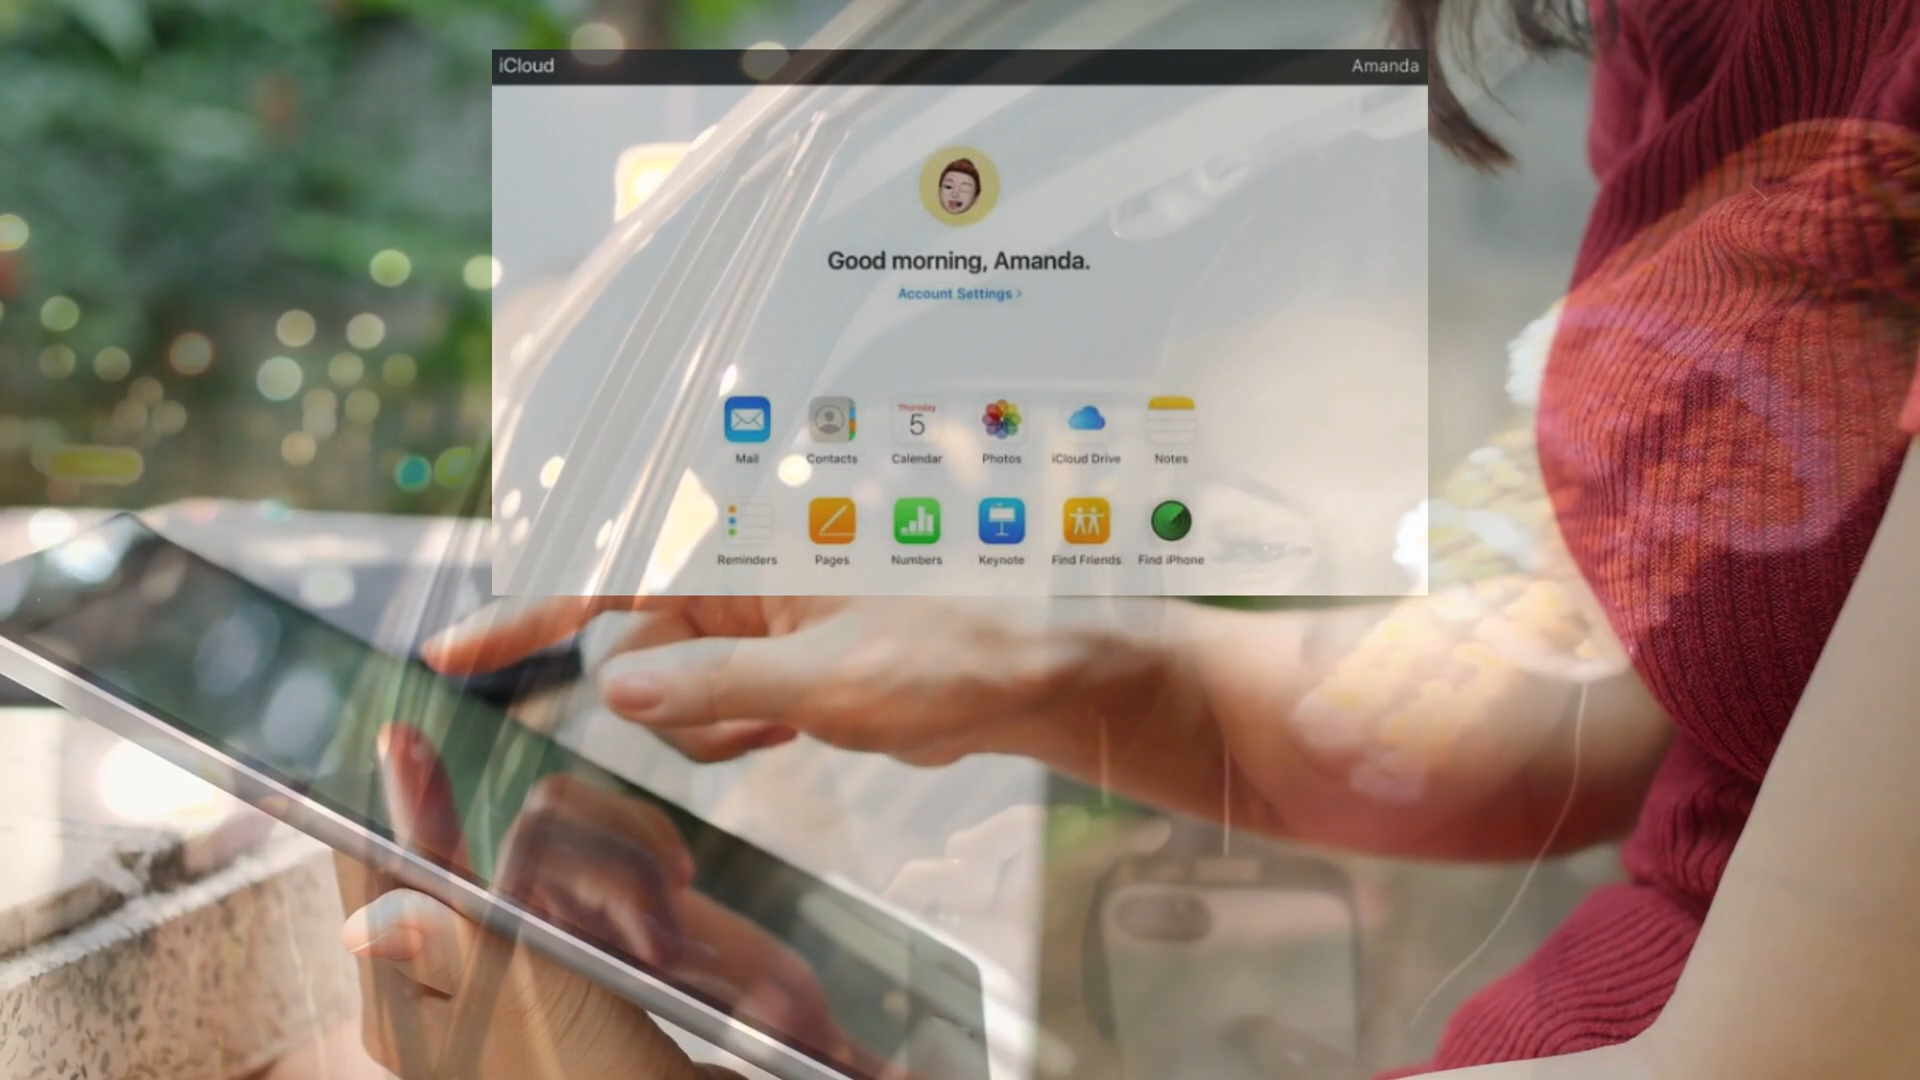 iCloud
Amanda
Good morning, Amanda.
Account Settings ›
Mail
Contacts
Thursday
5
Calendar
Photos
iCloud Drive
Notes
Reminders
Pages
Numbers
Keynote
Find Friends
Find iPhone